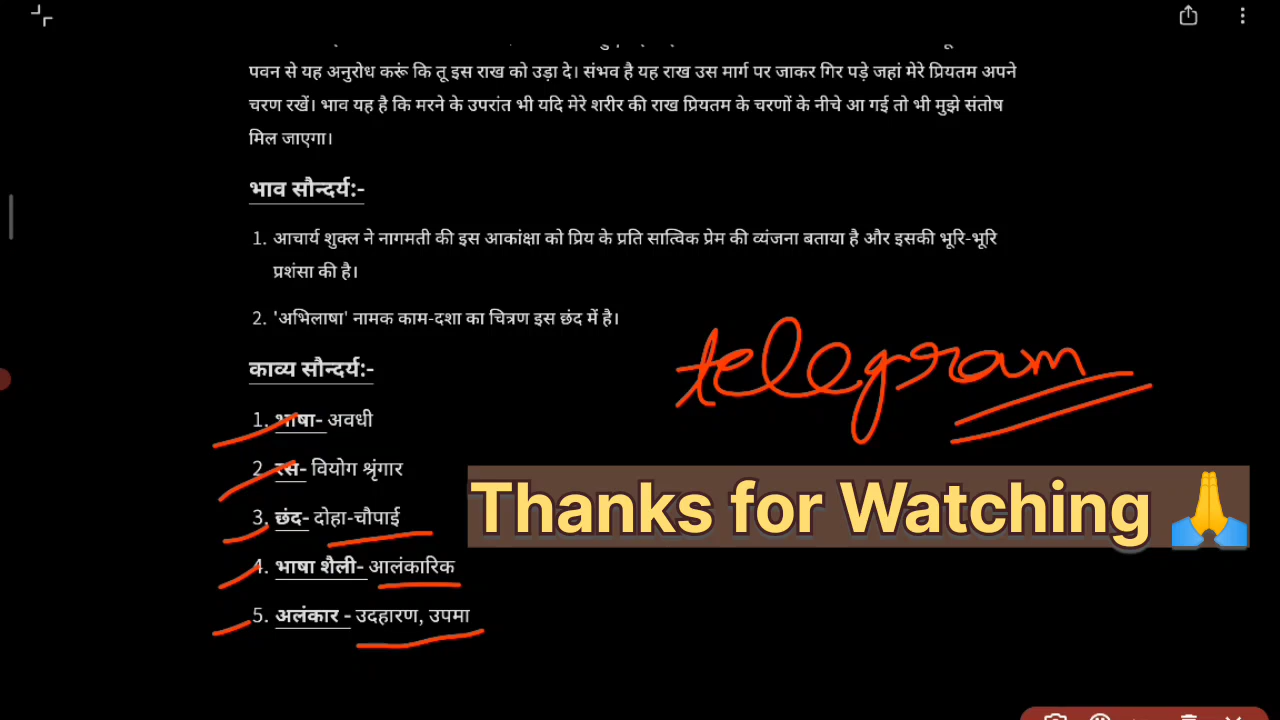 पवन से यह अनुरोध करूं कि तू इस राख को उड़ा दे। संभव है यह राख उस मार्ग पर जाकर गिर पड़े जहां मेरे प्रियतम अपने
चरण रखें। भाव यह है कि मरने के उपरांत भी यदि मेरे शरीर की राख प्रियतम के चरणों के नीचे आ गई तो भी मुझे संतोष
मिल जाएगा।
भाव सौन्दर्य:-
1. आचार्य शुक्ल ने नागमती की इस आकांक्षा को प्रिय के प्रति सात्विक प्रेम की व्यंजना बताया है और इसकी भूरि-भूरि
प्रशंसा की है।
2. 'अभिलाषा' नामक काम-दशा का चित्रण इस छंद में है।
telegram
काव्य सौन्दर्य:-
1. भाषा- अवधी
2. रस- वियोग श्रृंगार
3. छंद- दोहा-चौपाई
Thanks for Watching 🙏
4. भाषा शैली- आलंकारिक
5. अलंकार - उदहारण, उपमा